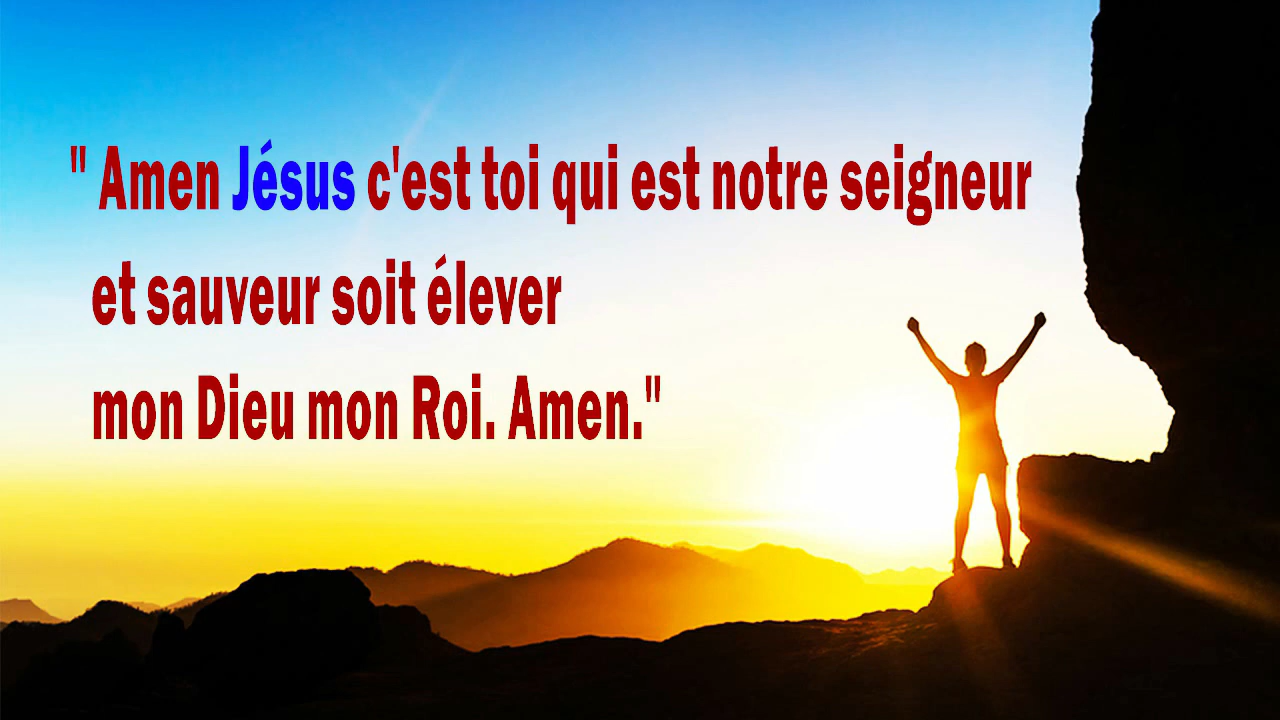 " Amen Jésus c'est toi qui est notre seigneur
et sauveur soit élever
mon Dieu mon Roi. Amen."